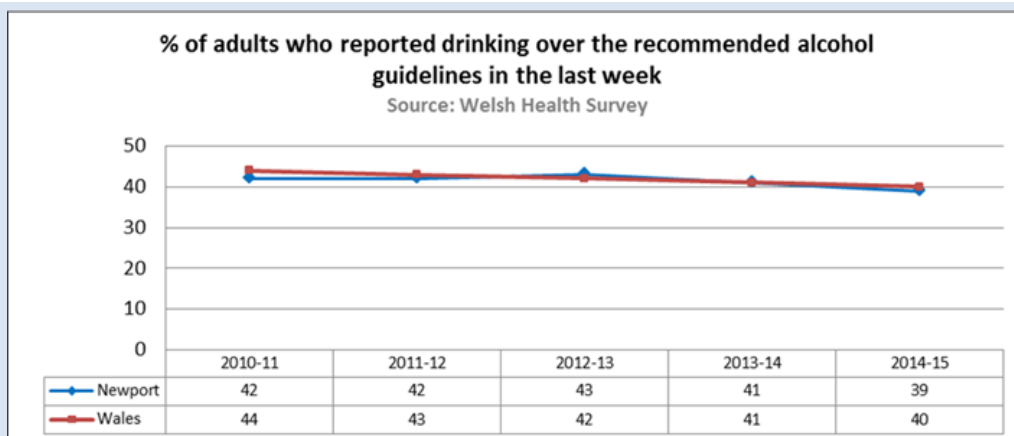 % of adults who reported drinking over the recommended alcohol
guidelines in the last week
Source: Welsh Health Survey
50
40
30
20
10
0
2010-11 2011-12 2012-13 2013-14 2014-15
Newport 42 42 43 41 39
Wales 44 43 42 41 40